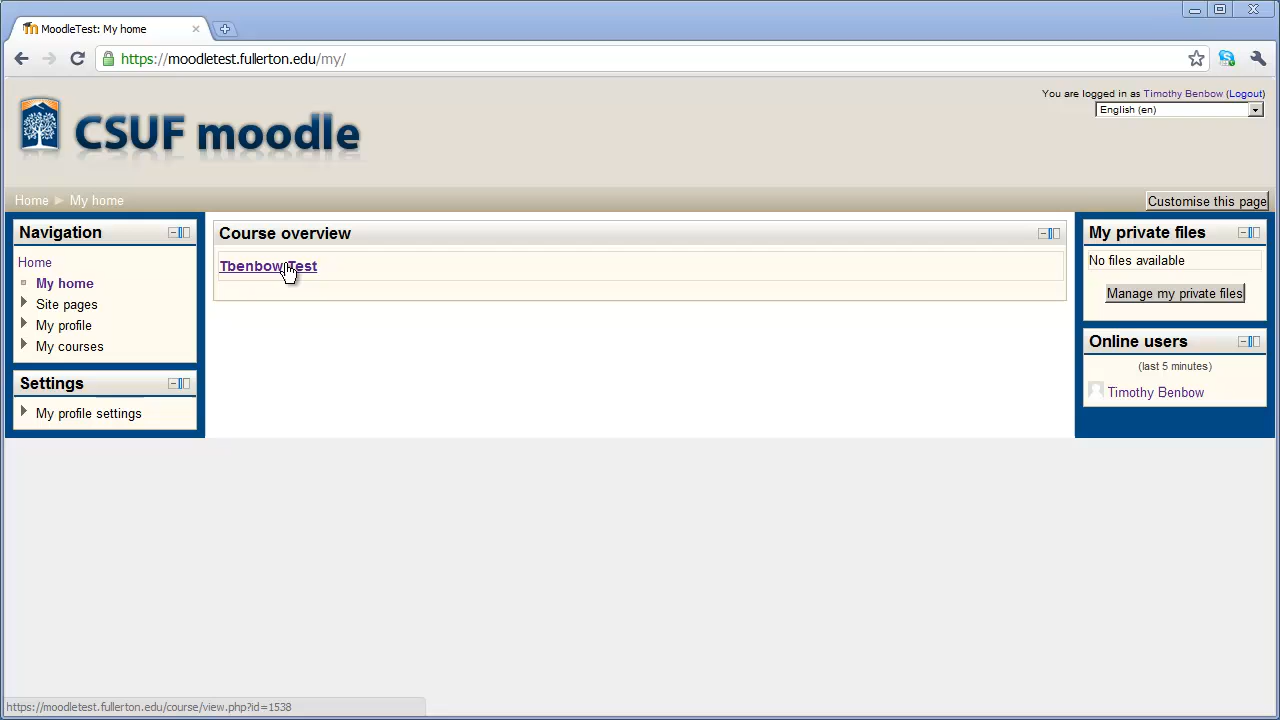 MoodleTest: My home
https://moodletest.fullerton.edu/my/
You are logged in as Timothy Benbow (Logout)
English (en)
CSUF moodle
Home My home
Customise this page
Navigation
Home
My home
Site pages
My profile
My courses
Settings
My profile settings
Course overview
Tbenbow Test
My private files
No files available
Manage my private files
Online users
(last 5 minutes)
Timothy Benbow
https://moodletest.fullerton.edu/course/view.php?id=1538